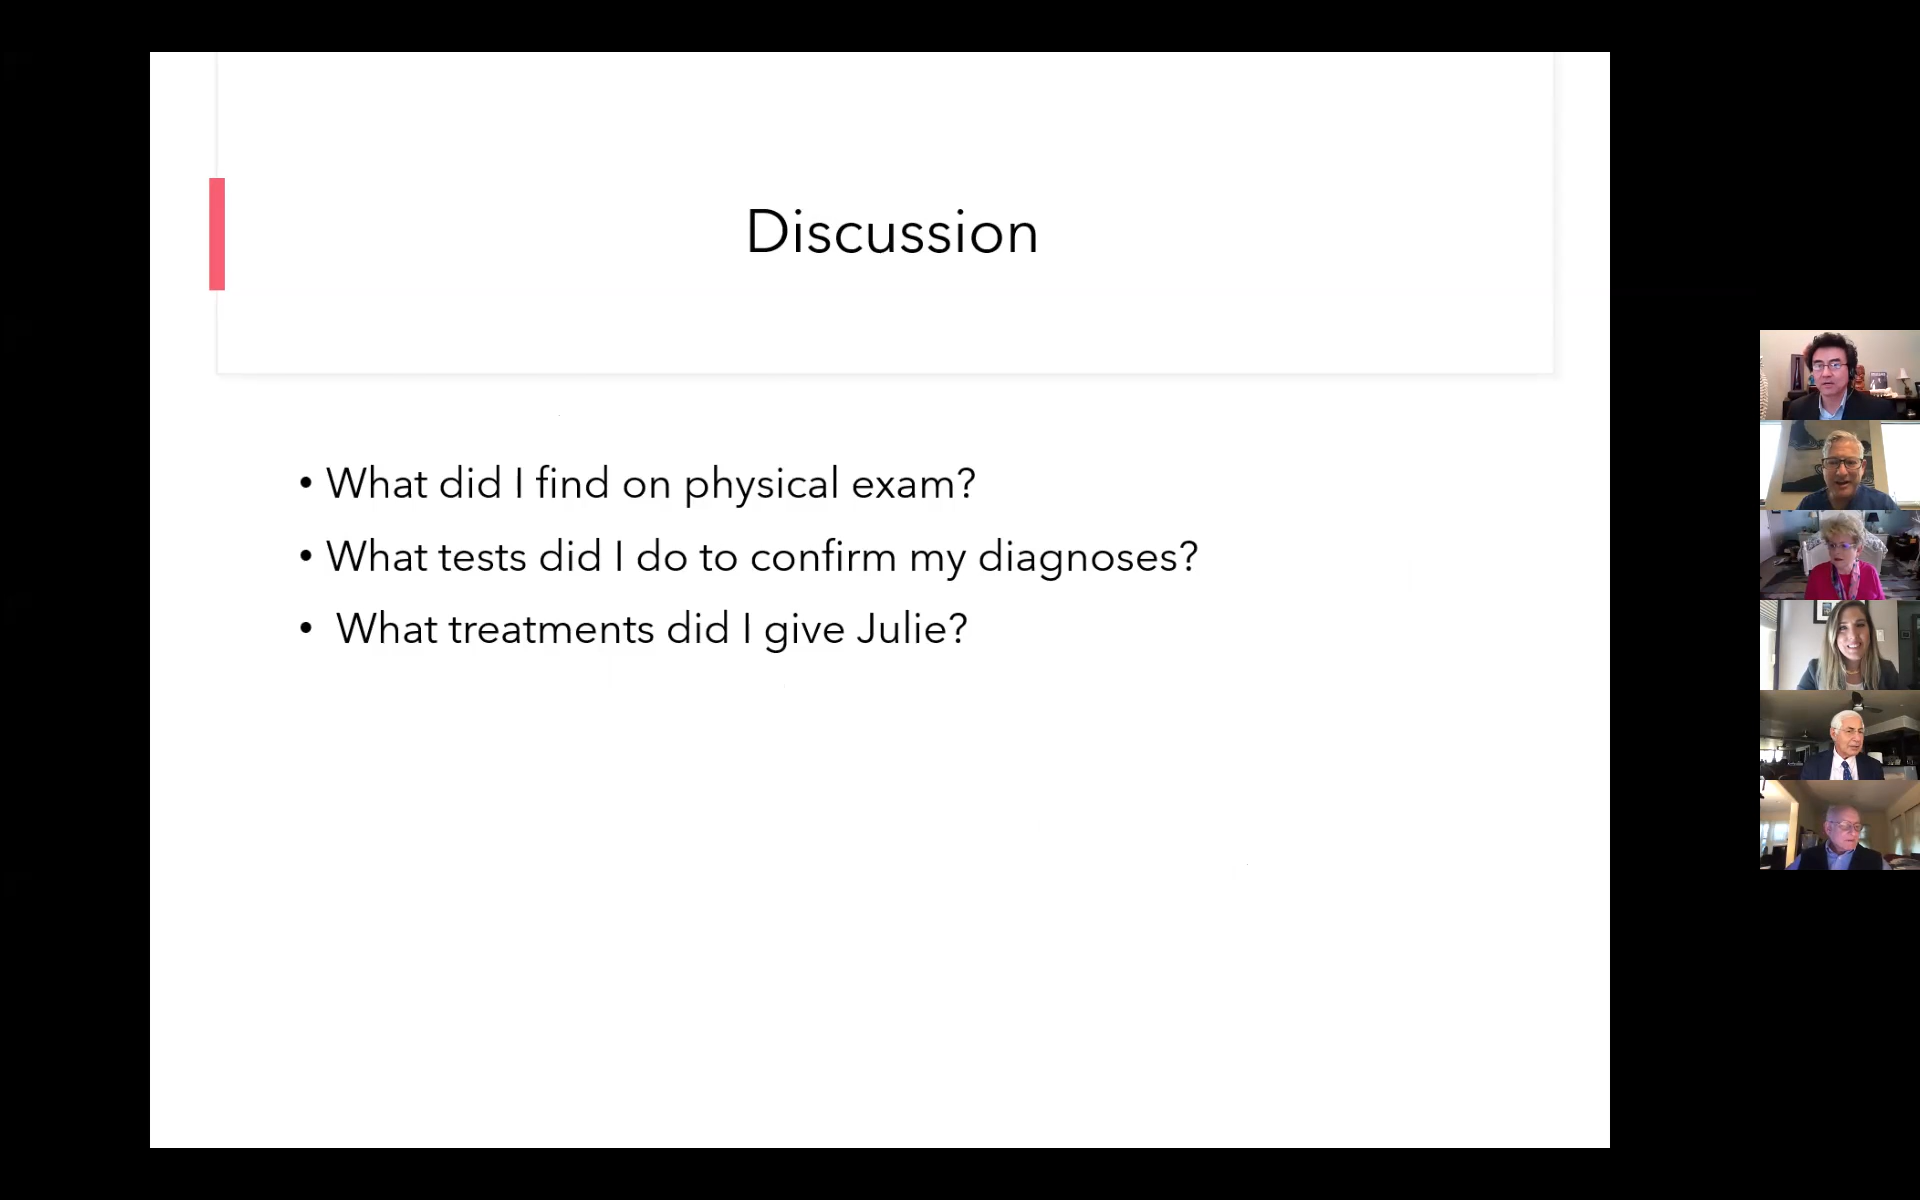 Discussion
• What did I find on physical exam?
• What tests did I do to confirm my diagnoses?
• What treatments did I give Julie?